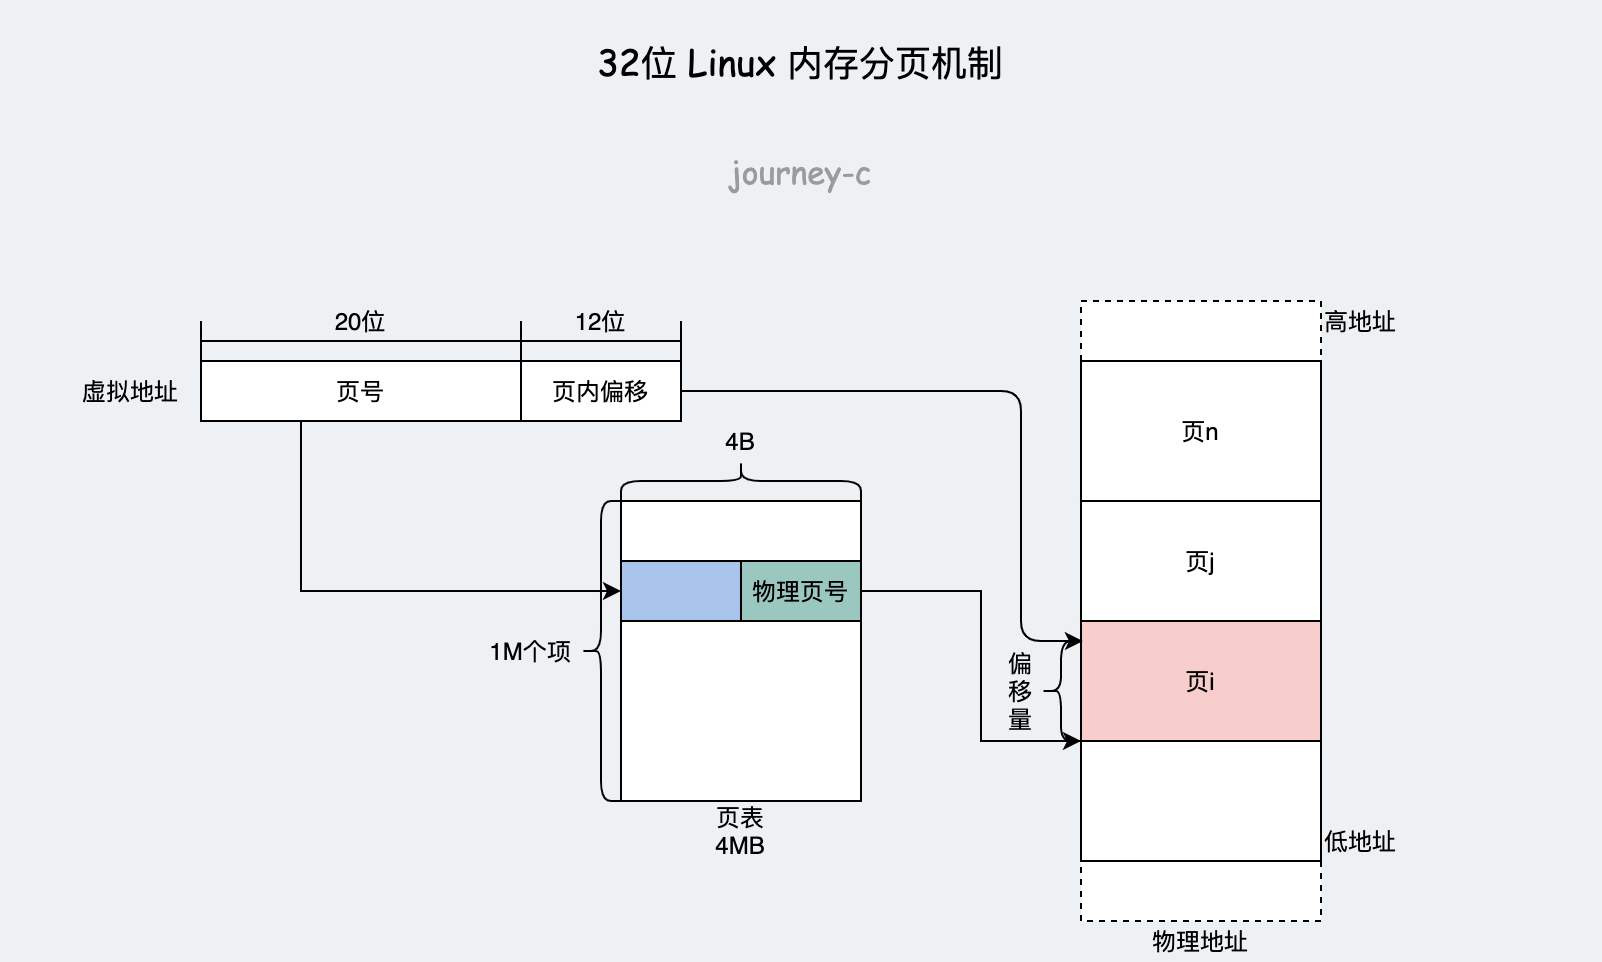 32位 Linux 内存分页机制
journey-c
20位
12位
高地址
虚拟地址
页号
页内偏移
4B
页n
页j
物理页号
1M个项
偏
移
量
页i
页表
4MB
低地址
物理地址